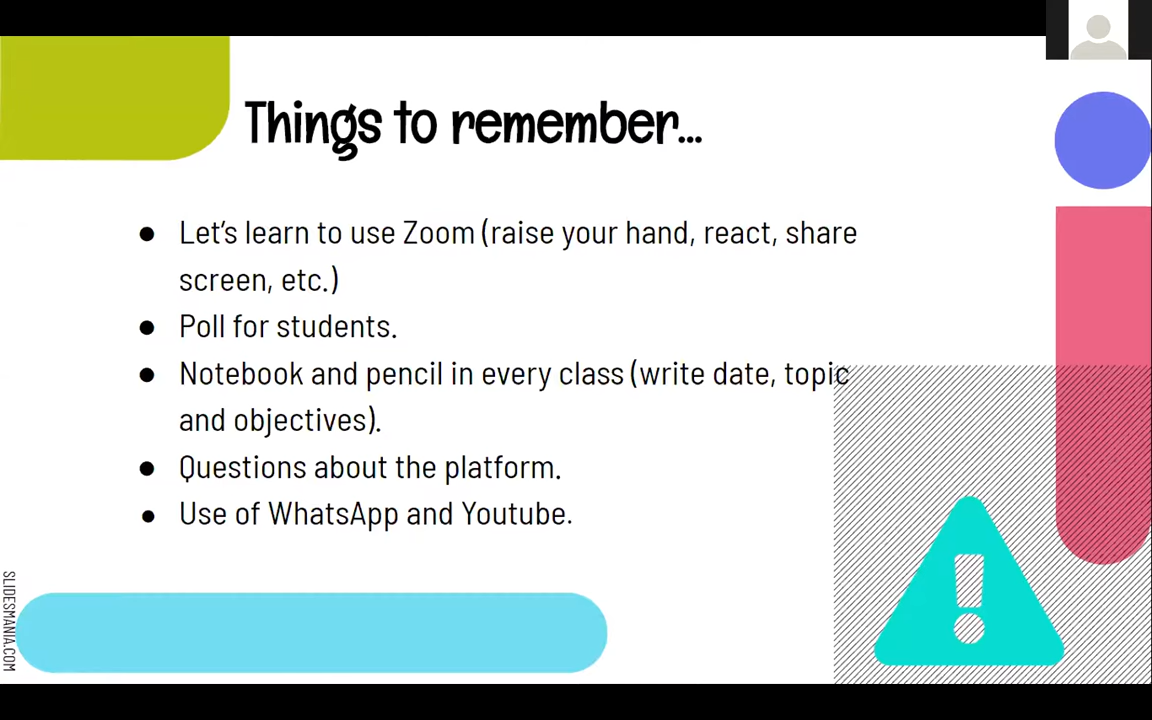 Things to remember...
● Let's learn to use Zoom (raise your hand, react, share
screen, etc.)
● Poll for students.
● Notebook and pencil in every class (write date, topic
and objectives).
● Questions about the platform.
● Use of WhatsApp and Youtube.
SLIDESMANIA.COM